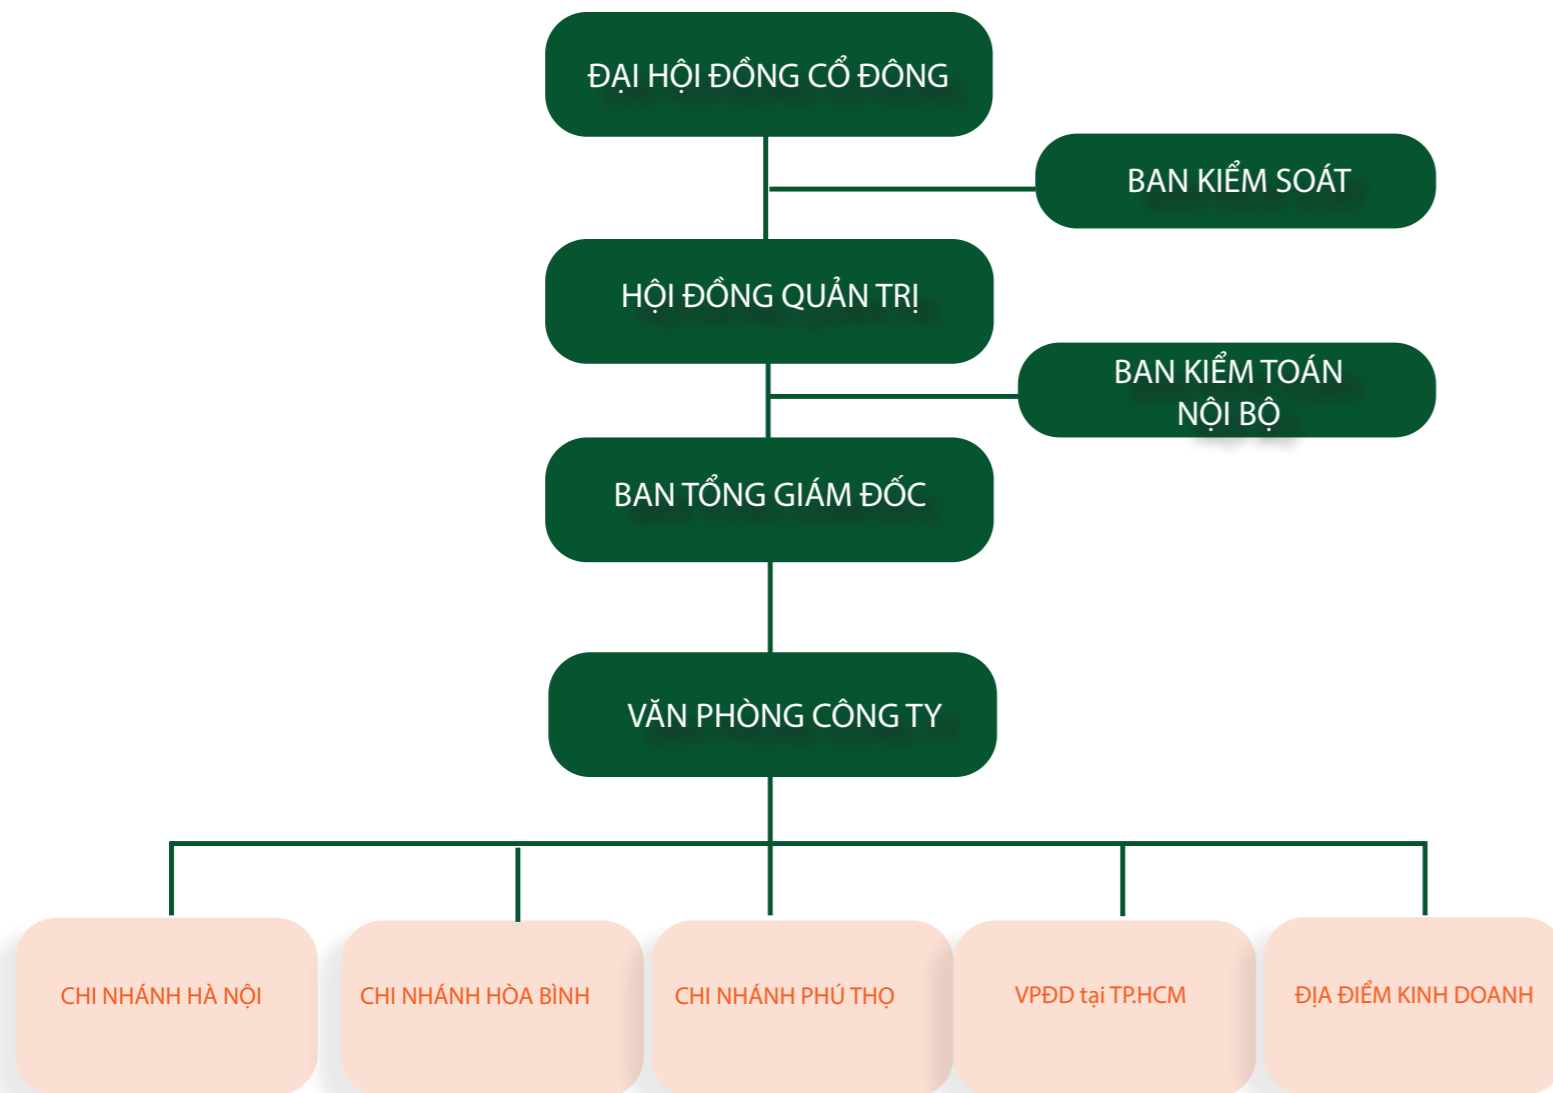 ĐẠI HỘI ĐỒNG CỔ ĐÔNG
BAN KIỂM SOÁT
HỘI ĐỒNG QUẢN TRỊ
BAN KIỂM TOÁN
NỘI BỘ
BAN TỔNG GIÁM ĐỐC
VĂN PHÒNG CÔNG TY
CHI NHÁNH HÀ NỘI
CHI NHÁNH HÒA BÌNH
CHI NHÁNH PHÚ THỌ
VPĐD tại TP.HCM
ĐỊA ĐIỂM KINH DOANH